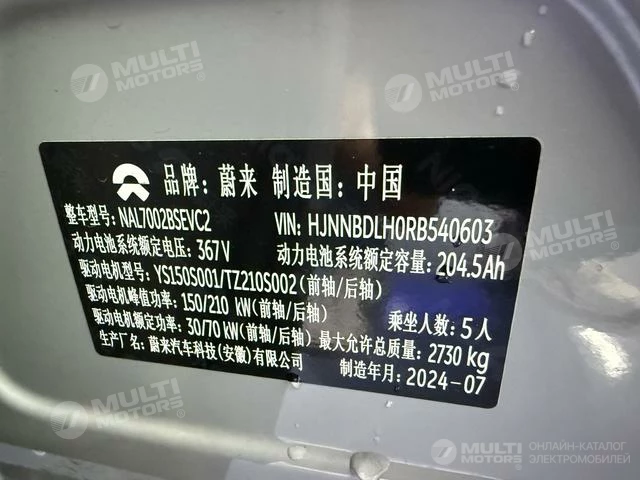 MULTI
MOTORS
MULTI
MOTORS
品牌: 蔚来 制造国: 中国
整车型号: NAL7002BSEVC2 VIN: HJNNBDLH0RB540603
动力电池系统额定电压: 367V 动力电池系统额定容量: 204.5Ah
驱动电机型号: YS150S001/TZ210S002(前轴/后轴)
驱动电机峰值功率: 150/210 kW(前轴/后轴)
驱动电机额定功率: 30/70 kW(前轴/后轴) 乘坐人数: 5人
生产厂名: 蔚来汽车科技(安徽)有限公司 最大允许总质量: 2730 kg
制造年月: 2024-07
MULTI
MOTORS
MULTI
MOTORS
ОНЛАЙН-КАТАЛОГ
ЭЛЕКТРОМОБИЛЕЙ